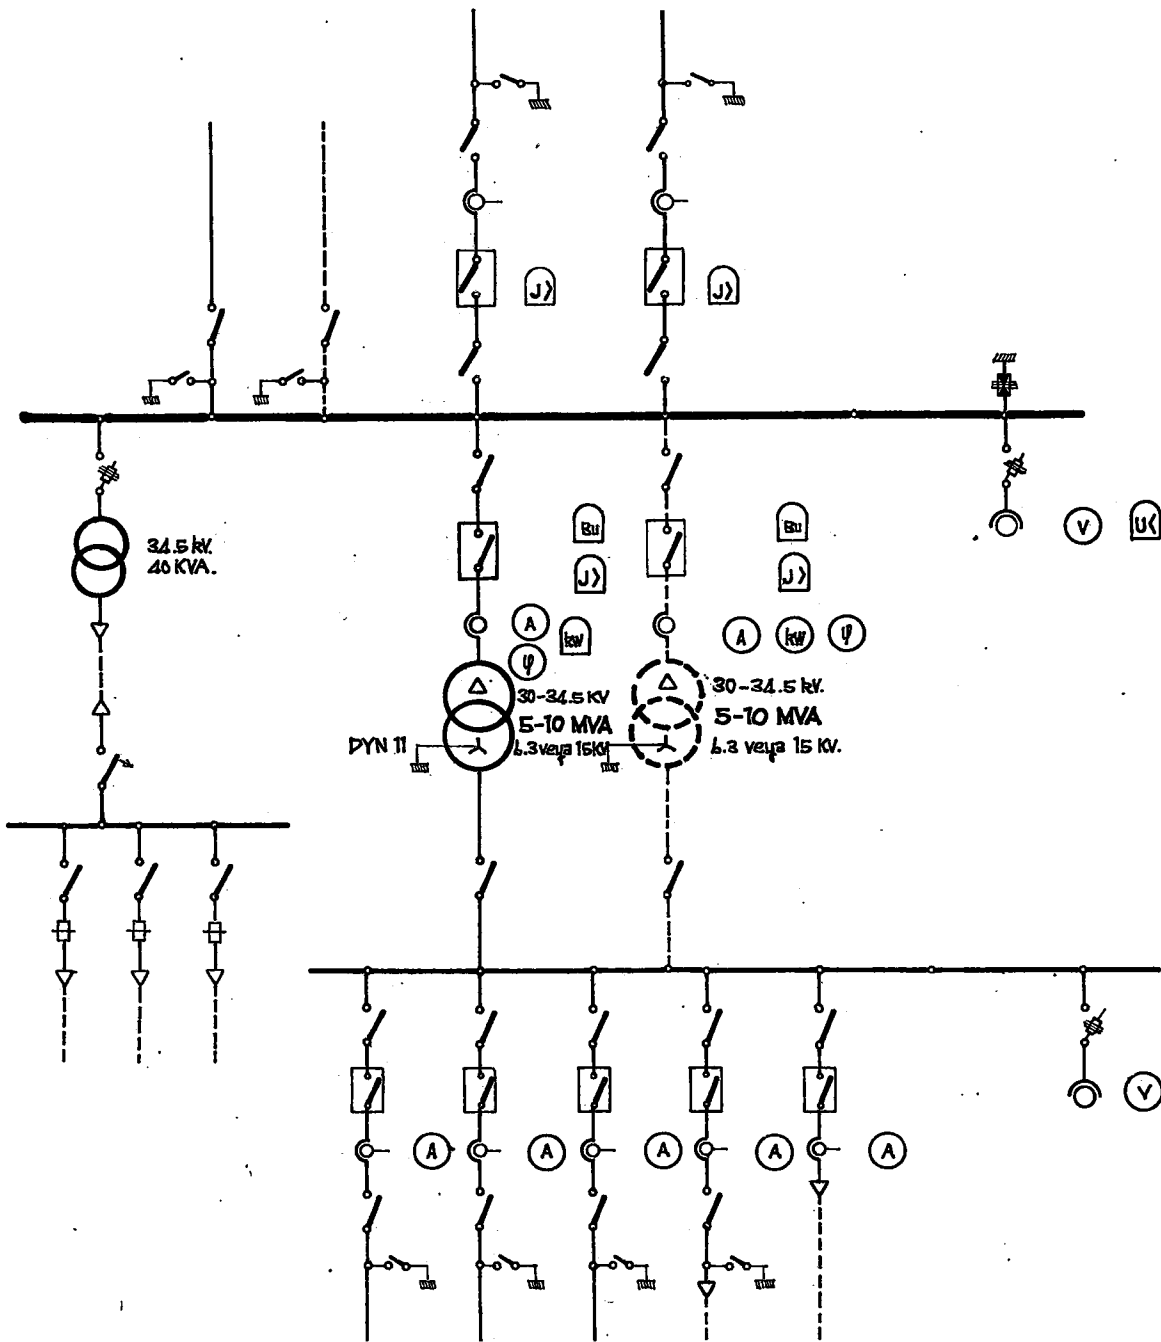 J>
J>
34.5 kV.
40 KVA.
Bu
J>
A
kW
φ
Bu
J>
A
kW
φ
V
U<
DYN 11
30-34.5 KV
5-10 MVA
6.3 veya 15KV
30-34.5 kV.
5-10 MVA
6.3 veya 15 KV.
V
A
A
A
A
A